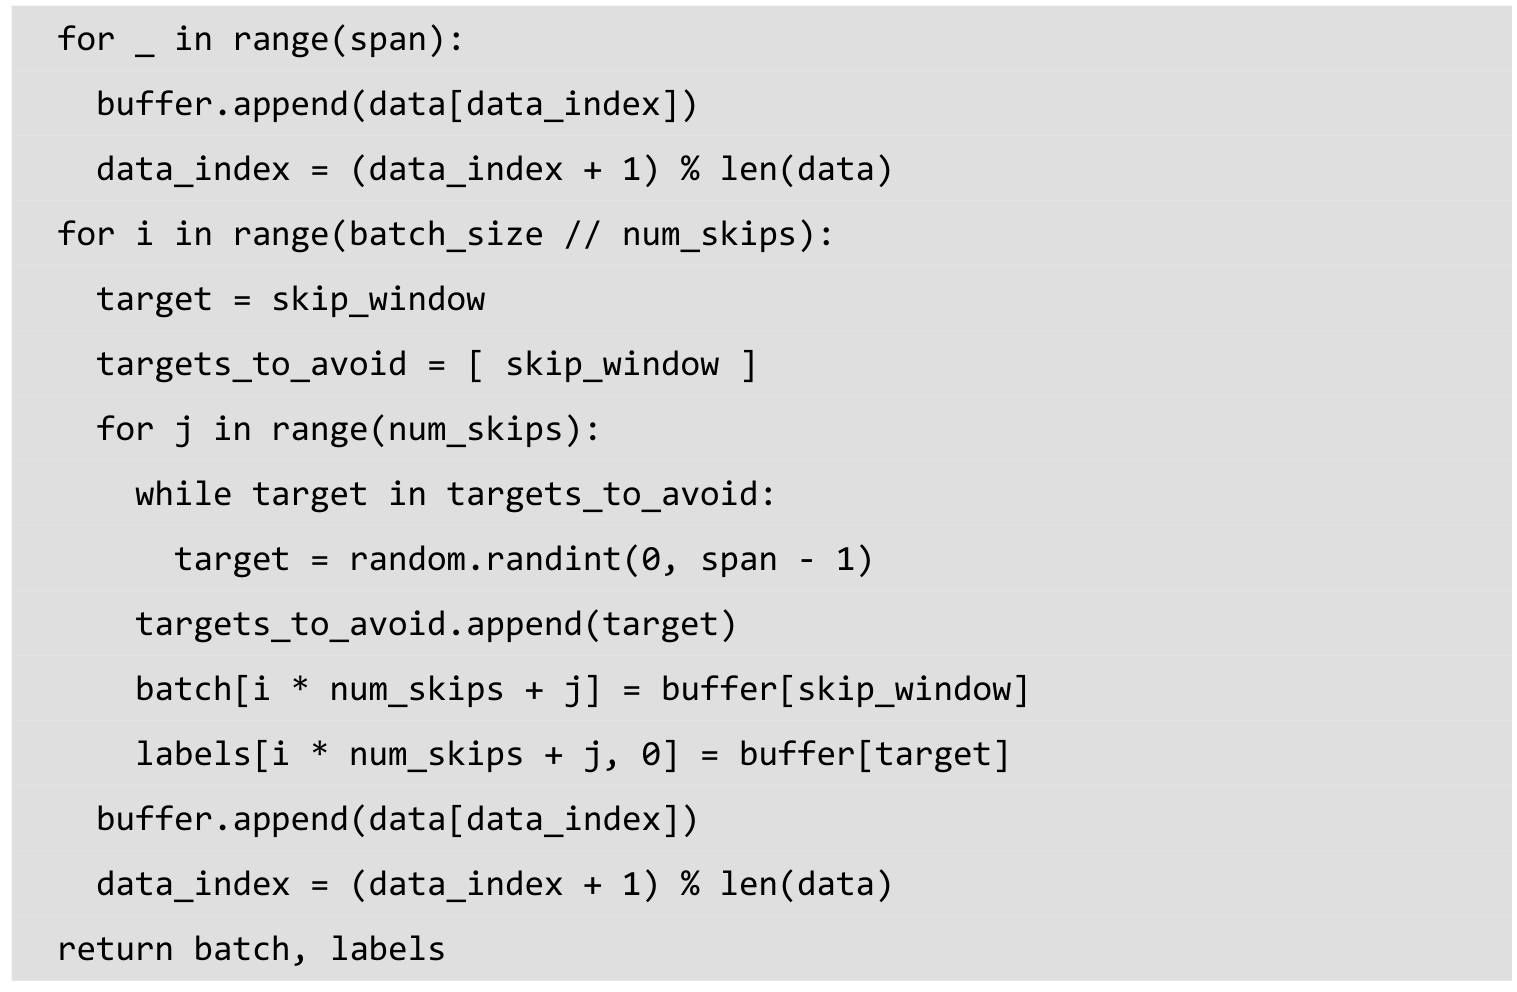 for _ in range(span):
  buffer.append(data[data_index])
  data_index = (data_index + 1) % len(data)
for i in range(batch_size // num_skips):
  target = skip_window
  targets_to_avoid = [ skip_window ]
  for j in range(num_skips):
    while target in targets_to_avoid:
      target = random.randint(0, span - 1)
    targets_to_avoid.append(target)
    batch[i * num_skips + j] = buffer[skip_window]
    labels[i * num_skips + j, 0] = buffer[target]
  buffer.append(data[data_index])
  data_index = (data_index + 1) % len(data)
return batch, labels